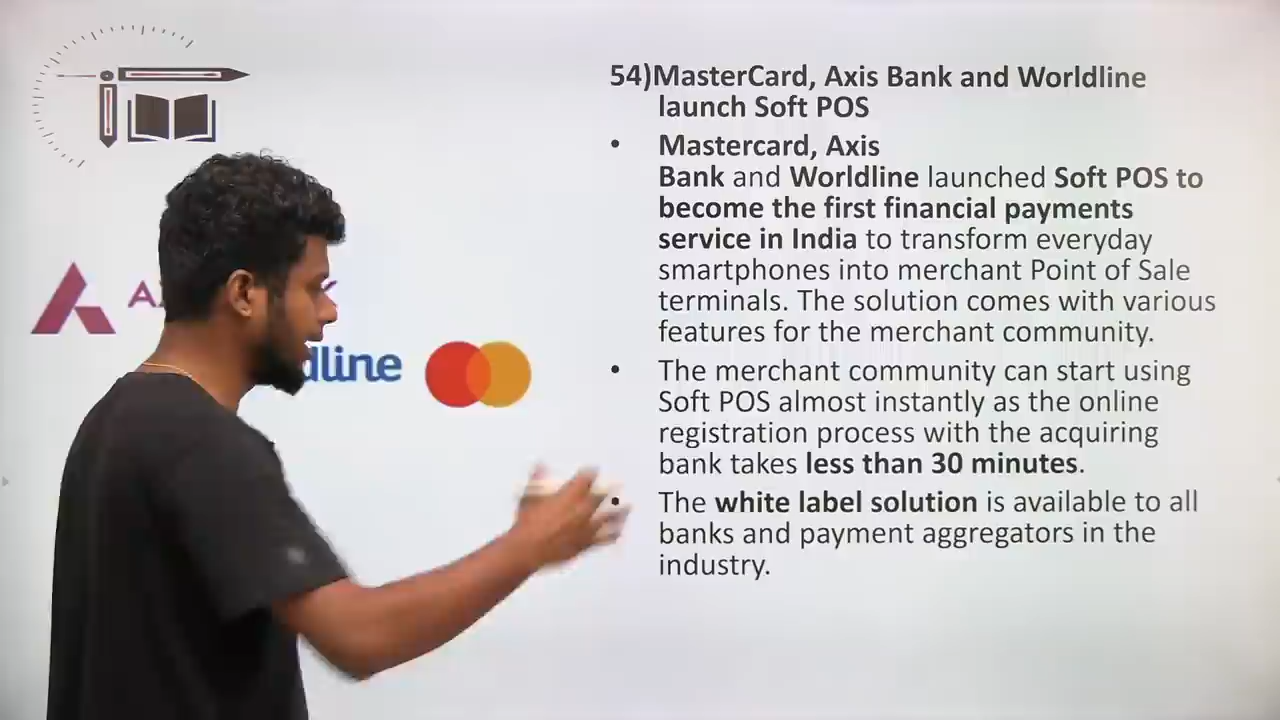 54)MasterCard, Axis Bank and Worldline
launch Soft POS
• Mastercard, Axis
Bank and Worldline launched Soft POS to
become the first financial payments
service in India to transform everyday
smartphones into merchant Point of Sale
terminals. The solution comes with various
features for the merchant community.
• The merchant community can start using
Soft POS almost instantly as the online
registration process with the acquiring
bank takes less than 30 minutes.
• The white label solution is available to all
banks and payment aggregators in the
industry.